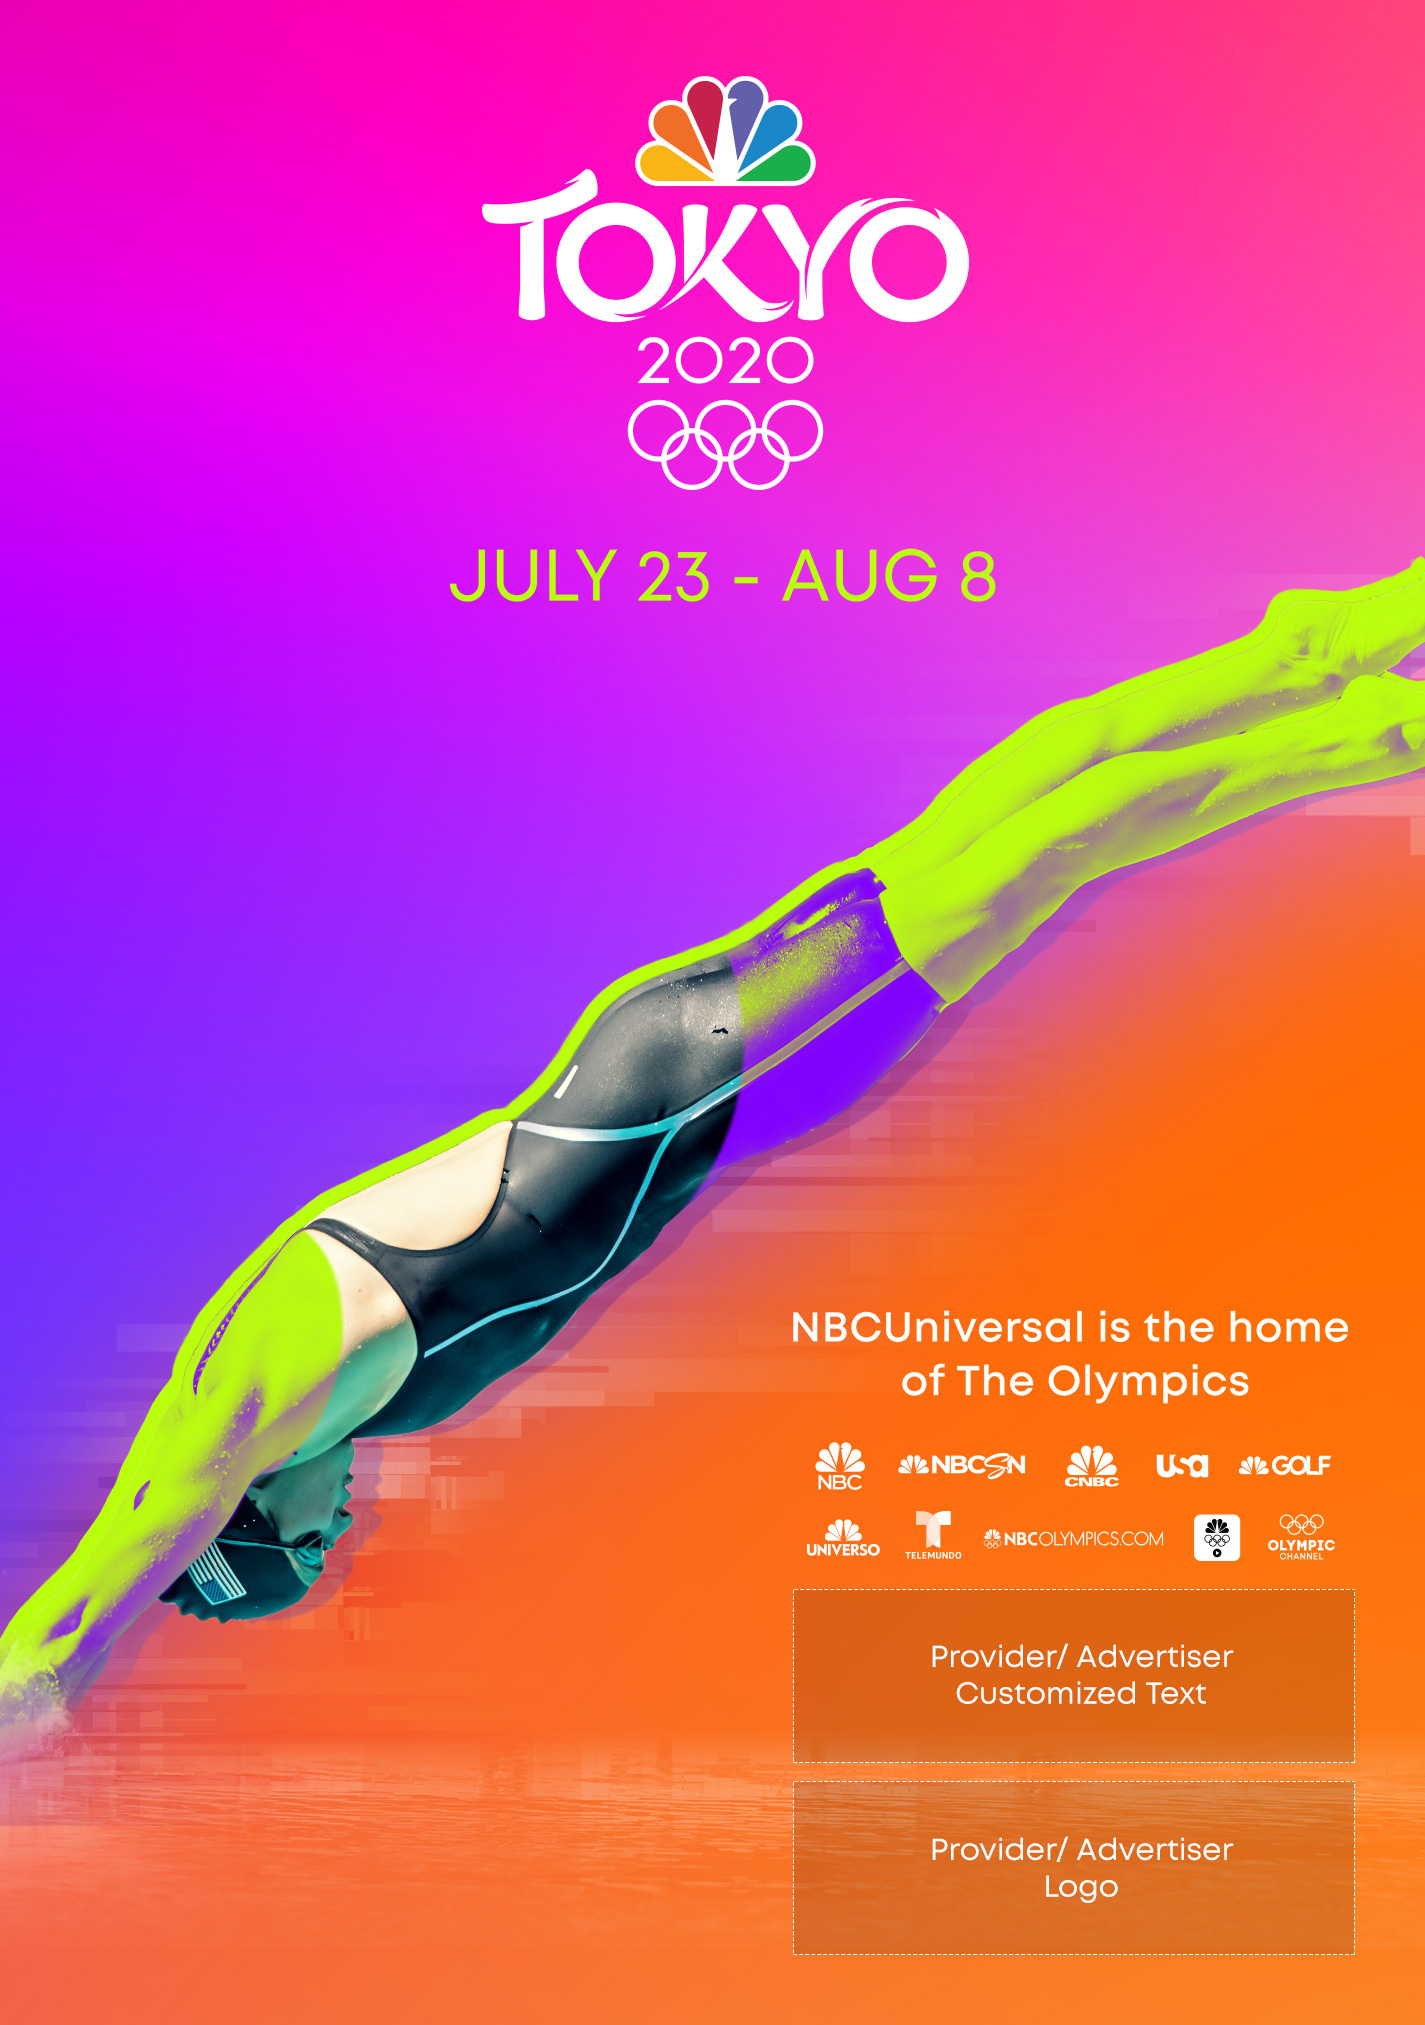 TOKYO
2020
JULY 23 - AUG 8
NBCUniversal is the home
of The Olympics
NBC NBCSN CNBC USA GOLF
UNIVERSO TELEMUNDO NBCOLYMPICS.COM OLYMPIC CHANNEL
Provider/ Advertiser
Customized Text
Provider/ Advertiser
Logo